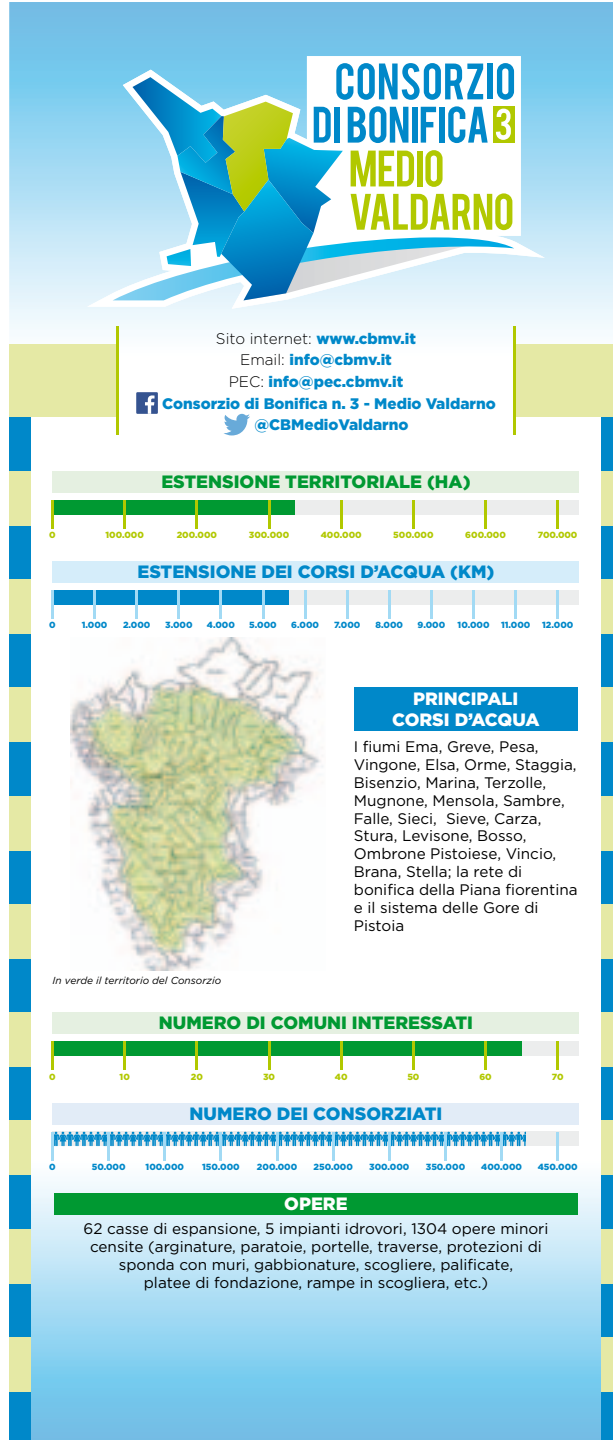 CONSORZIO
DI BONIFICA 3
MEDIO
VALDARNO
Sito internet: www.cbmv.it
Email: info@cbmv.it
PEC: info@pec.cbmv.it
Consorzio di Bonifica n. 3 - Medio Valdarno
@CBMedioValdarno
ESTENSIONE TERRITORIALE (HA)
0 100.000 200.000 300.000 400.000 500.000 600.000 700.000
ESTENSIONE DEI CORSI D'ACQUA (KM)
0 1.000 2.000 3.000 4.000 5.000 6.000 7.000 8.000 9.000 10.000 11.000 12.000
PRINCIPALI
CORSI D'ACQUA
I fiumi Ema, Greve, Pesa,
Vingone, Elsa, Orme, Staggia,
Bisenzio, Marina, Terzolle,
Mugnone, Mensola, Sambre,
Falle, Sieci, Sieve, Carza,
Stura, Levisone, Bosso,
Ombrone Pistoiese, Vincio,
Brana, Stella; la rete di
bonifica della Piana fiorentina
e il sistema delle Gore di
Pistoia
In verde il territorio del Consorzio
NUMERO DI COMUNI INTERESSATI
0 10 20 30 40 50 60 70
NUMERO DEI CONSORZIATI
0 50.000 100.000 150.000 200.000 250.000 300.000 350.000 400.000 450.000
OPERE
62 casse di espansione, 5 impianti idrovori, 1304 opere minori
censite (arginature, paratoie, portelle, traverse, protezioni di
sponda con muri, gabbionature, scogliere, palificate,
platee di fondazione, rampe in scogliera, etc.)